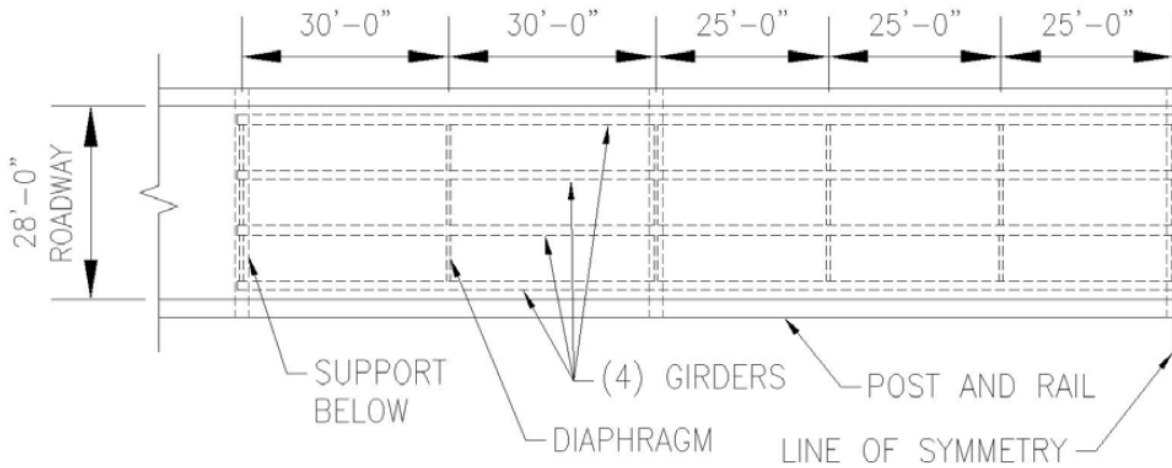 30'-0" 30'-0" 25'-0" 25'-0" 25'-0"
28'-0"
ROADWAY
SUPPORT
BELOW
DIAPHRAGM
(4) GIRDERS
POST AND RAIL
LINE OF SYMMETRY